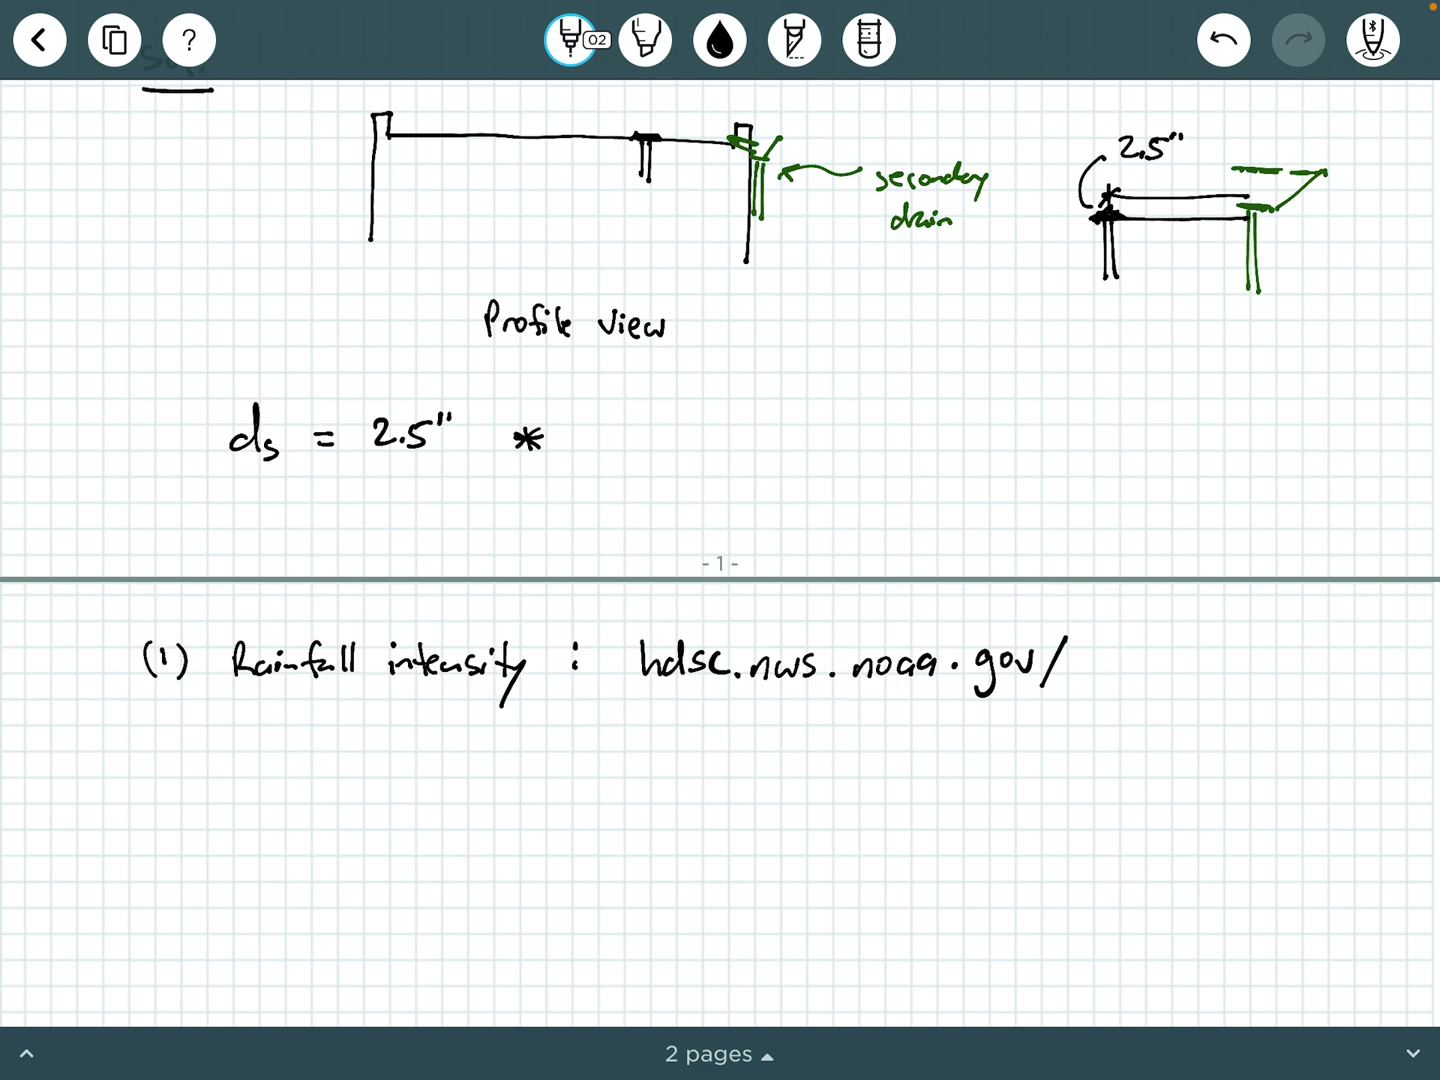 ?
02
2.5"
secondary
drain
Profile View
ds = 2.5" *
- 1 -
(1) Rainfall intensity : hdsc.nws.noaa.gov/
2 pages